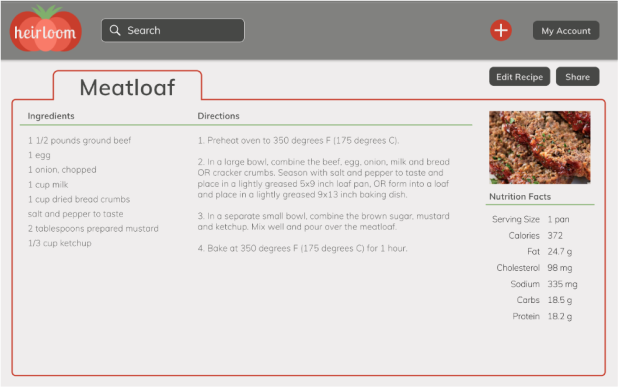 heirloom
Search
My Account
Edit Recipe
Share
Meatloaf
Ingredients
1 1/2 pounds ground beef
1 egg
1 onion, chopped
1 cup milk
1 cup dried bread crumbs
salt and pepper to taste
2 tablespoons prepared mustard
1/3 cup ketchup
Directions
1. Preheat oven to 350 degrees F (175 degrees C).
2. In a large bowl, combine the beef, egg, onion, milk and bread
OR cracker crumbs. Season with salt and pepper to taste and
place in a lightly greased 5x9 inch loaf pan, OR form into a loaf
and place in a lightly greased 9x13 inch baking dish.
3. In a separate small bowl, combine the brown sugar, mustard
and ketchup. Mix well and pour over the meatloaf.
4. Bake at 350 degrees F (175 degrees C) for 1 hour.
Nutrition Facts
Serving Size 1 pan
Calories 372
Fat 24.7 g
Cholesterol 98 mg
Sodium 335 mg
Carbs 18.5 g
Protein 18.2 g